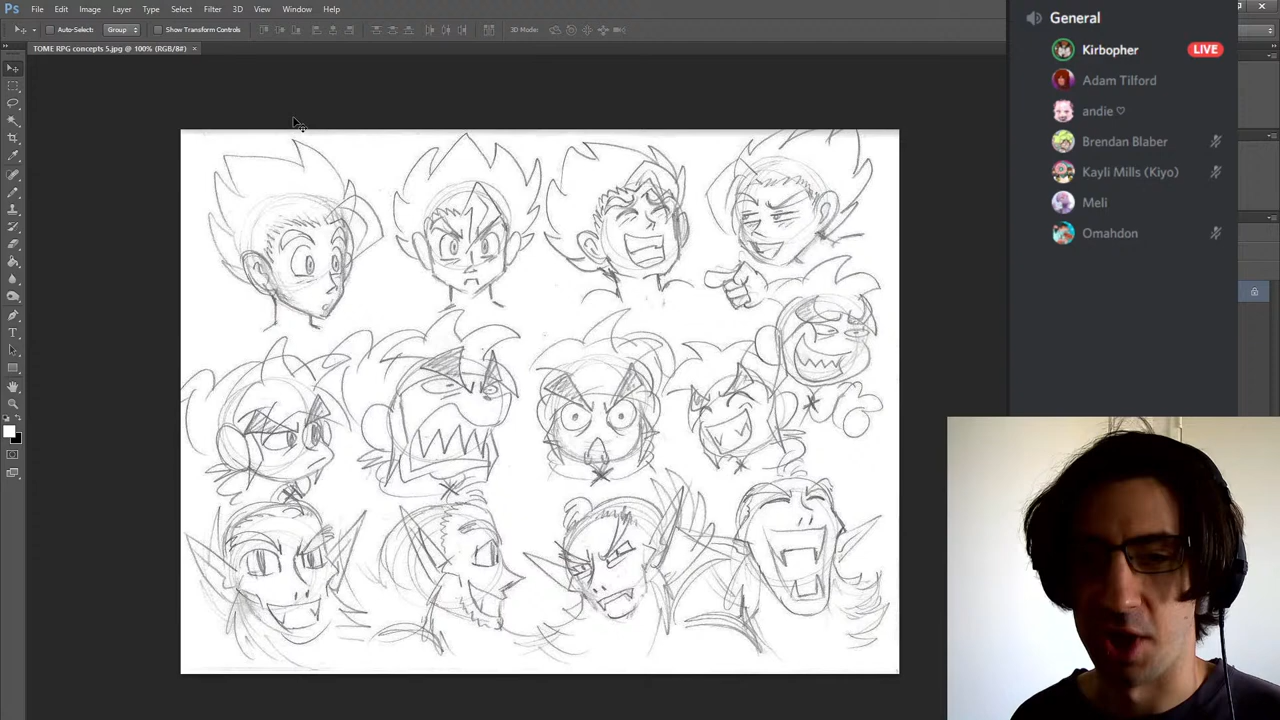 Ps File Edit Image Layer Type Select Filter 3D View Window Help
Auto-Select: Group Show Transform Controls 3D Mode:
TOME RPG concepts 5.jpg @ 100% (RGB/8#) ×
General
Kirbopher LIVE
Adam Tilford
andie♡
Brendan Blaber
Kayli Mills (Kiyo)
Meli
Omahdon